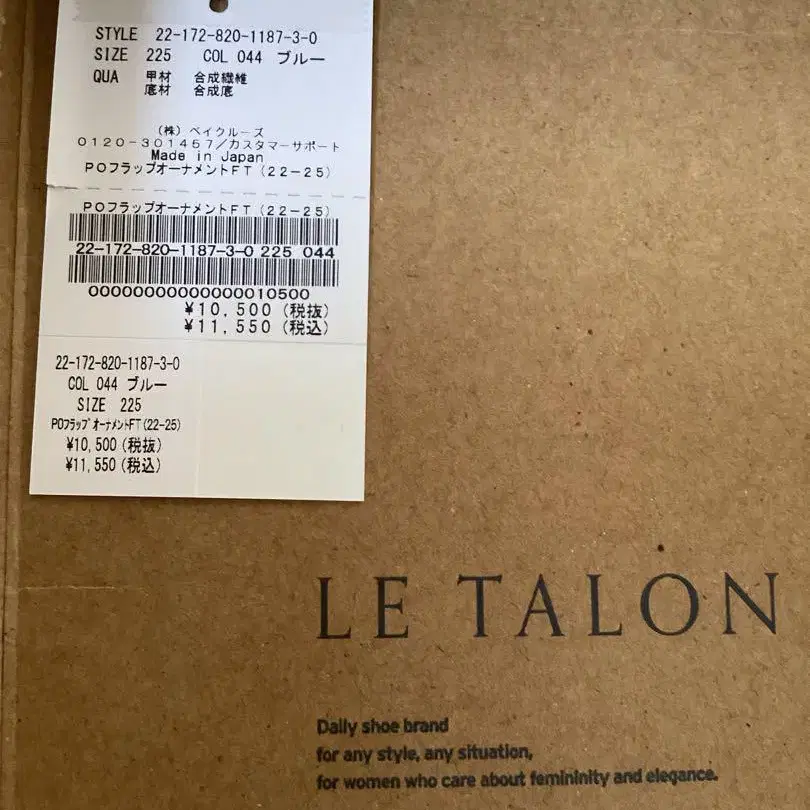 STYLE 22-172-820-1187-3-0
SIZE 225 COL 044 ブルー
QUA 甲材 合成繊維
底材 合成底
(株) ベイクルーズ
0120-301457/カスタマーサポート
Made in Japan
POフラップオーナメントFT(22-25)
POフラップオーナメントFT(22-25)
22-172-820-1187-3-0 225 044
00000000000000010500
¥10,500(税抜)
¥11,550(税込)
22-172-820-1187-3-0
COL 044 ブルー
SIZE 225
POフラップオーナメントFT(22-25)
¥10,500(税抜)
¥11,550(税込)
LE TALON
Daily shoe brand
for any style, any situation,
for women who care about femininity and elegance.